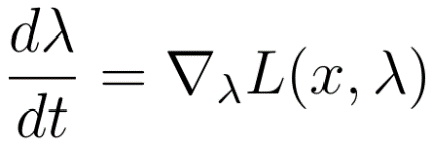 dλ/dt = ∇_λ L(x, λ)